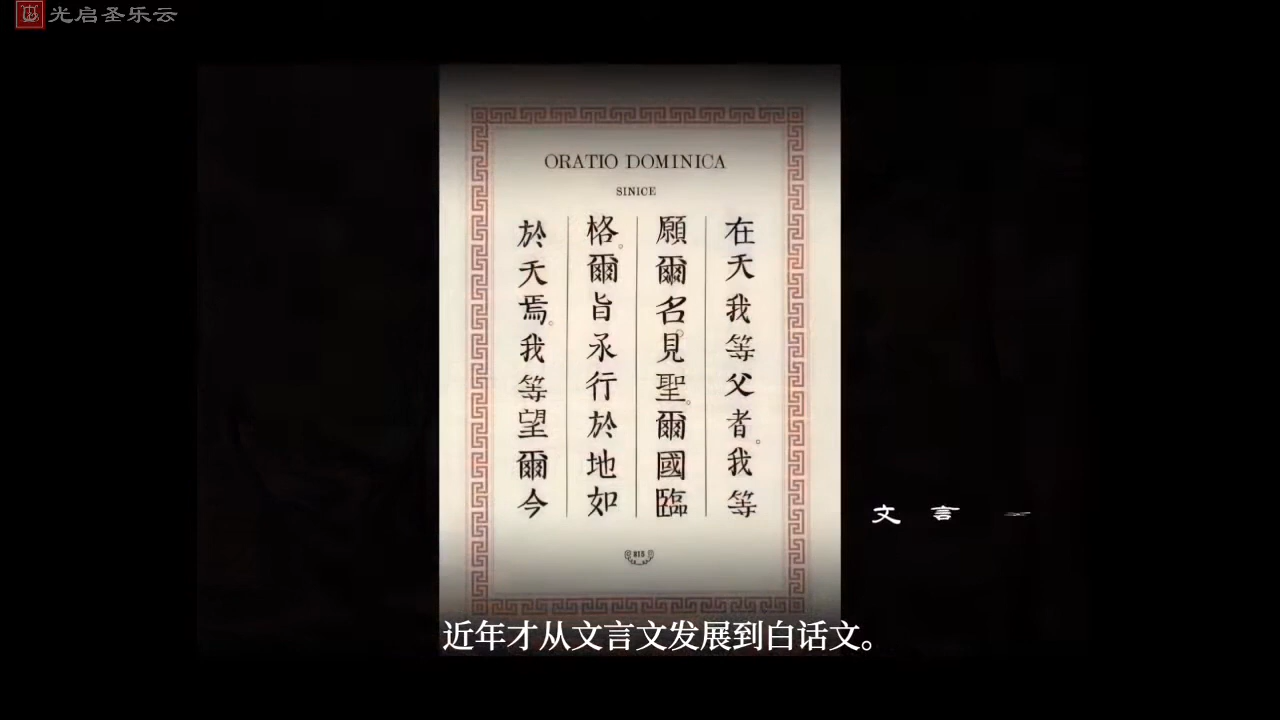 光启圣乐云
ORATIO DOMINICA
SINICE
在天我等父者。我等
願爾名。見聖。爾國臨
格。爾旨承行於地如
於天焉。我等望爾今
文言
近年才从文言文发展到白话文。